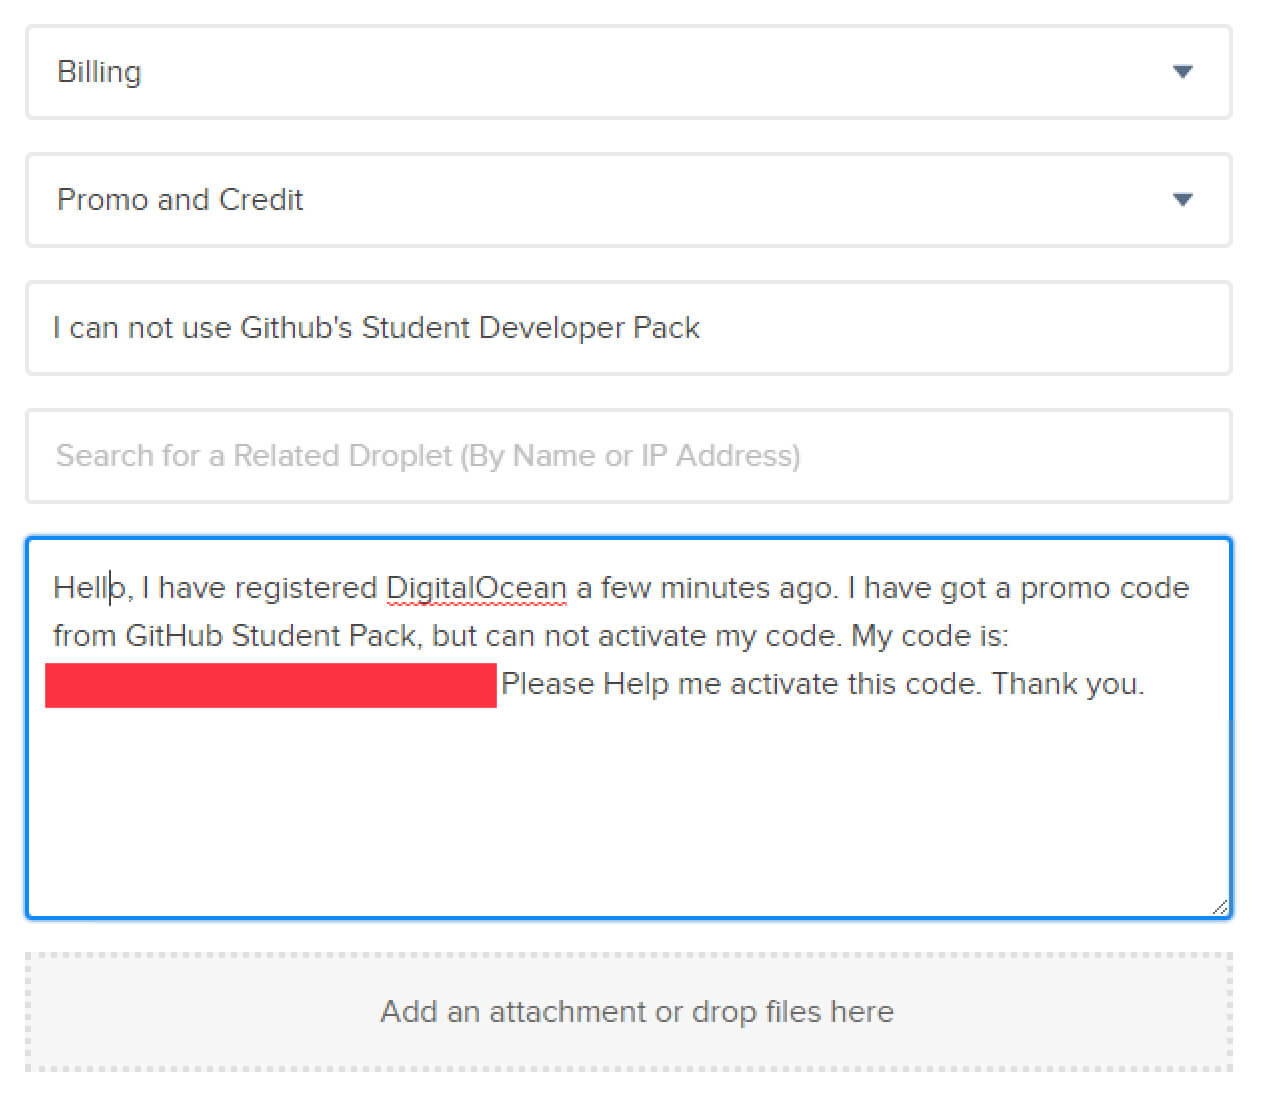 Billing
Promo and Credit
I can not use Github's Student Developer Pack
Search for a Related Droplet (By Name or IP Address)
Hello, I have registered DigitalOcean a few minutes ago. I have got a promo code
from GitHub Student Pack, but can not activate my code. My code is:
Please Help me activate this code. Thank you.
Add an attachment or drop files here